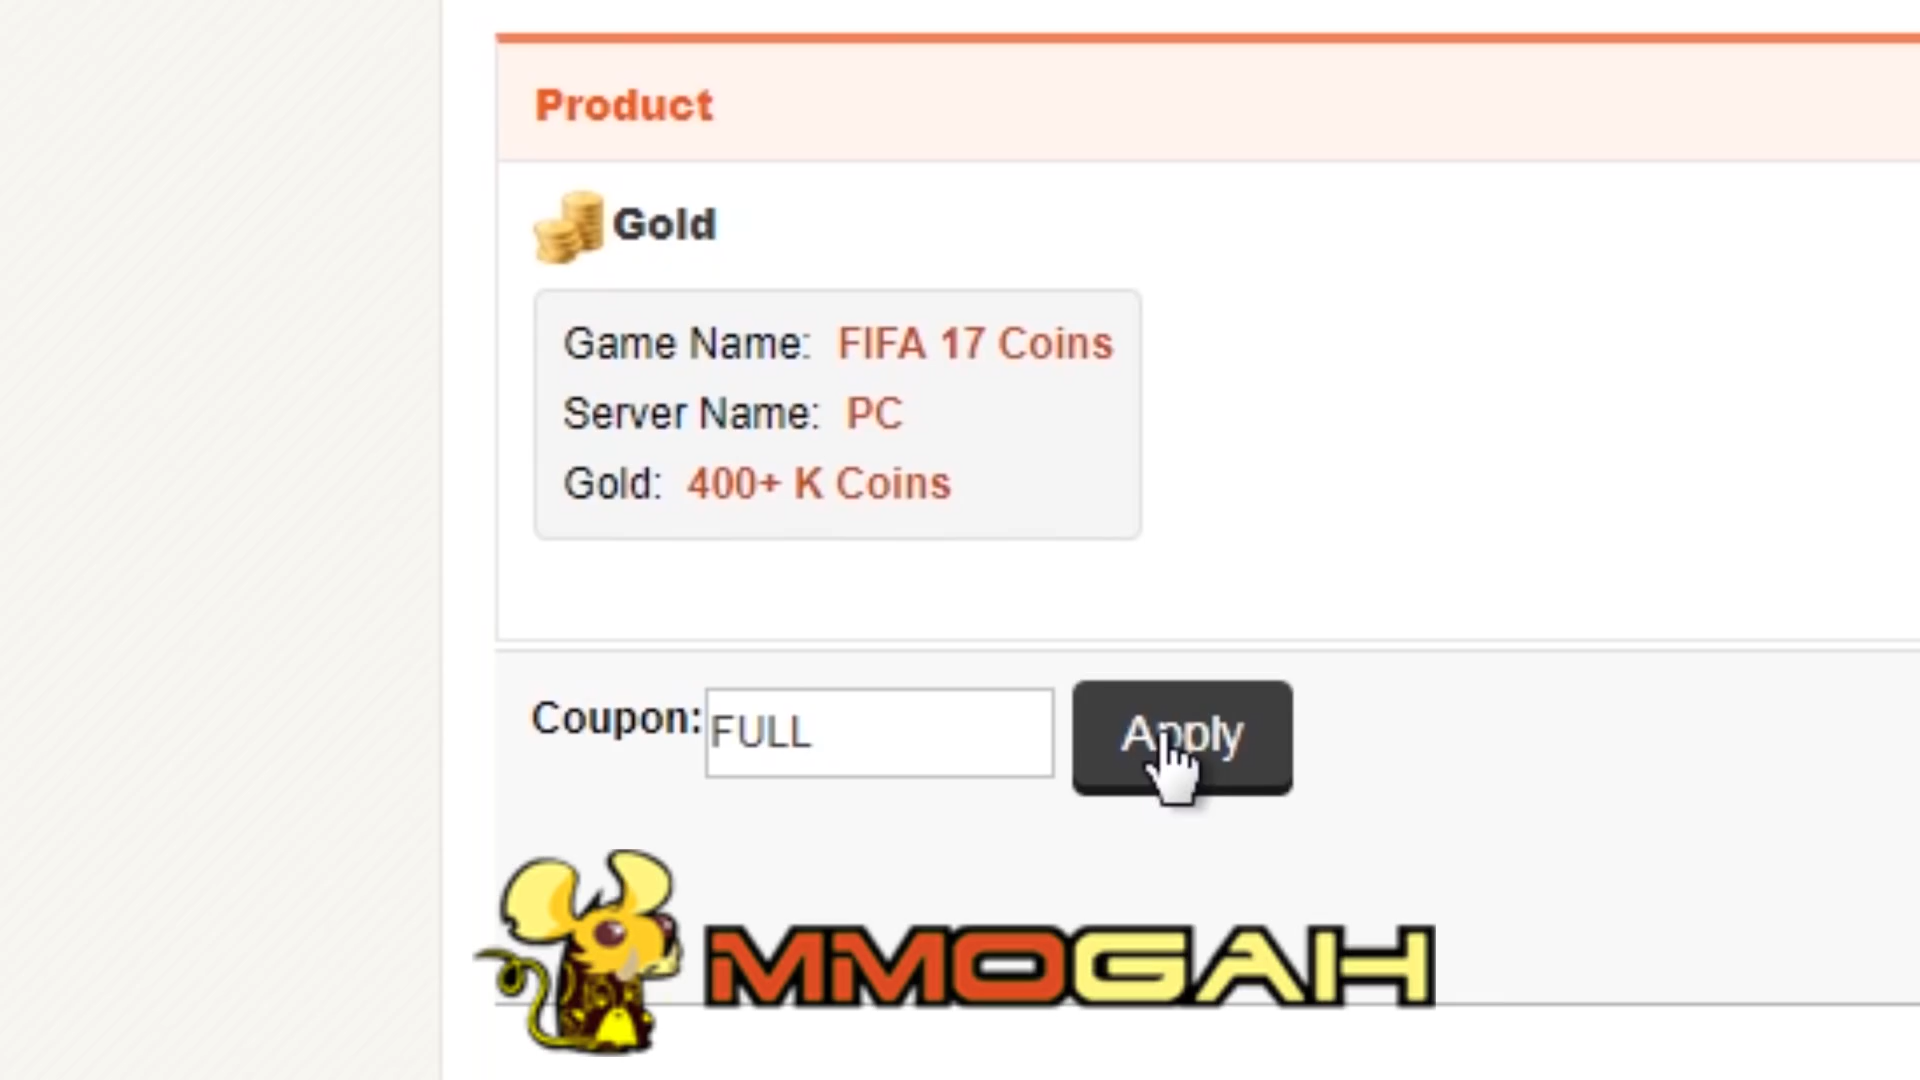 Product
Gold
Game Name: FIFA 17 Coins
Server Name: PC
Gold: 400+ K Coins
Coupon: FULL Apply
MMOGAH